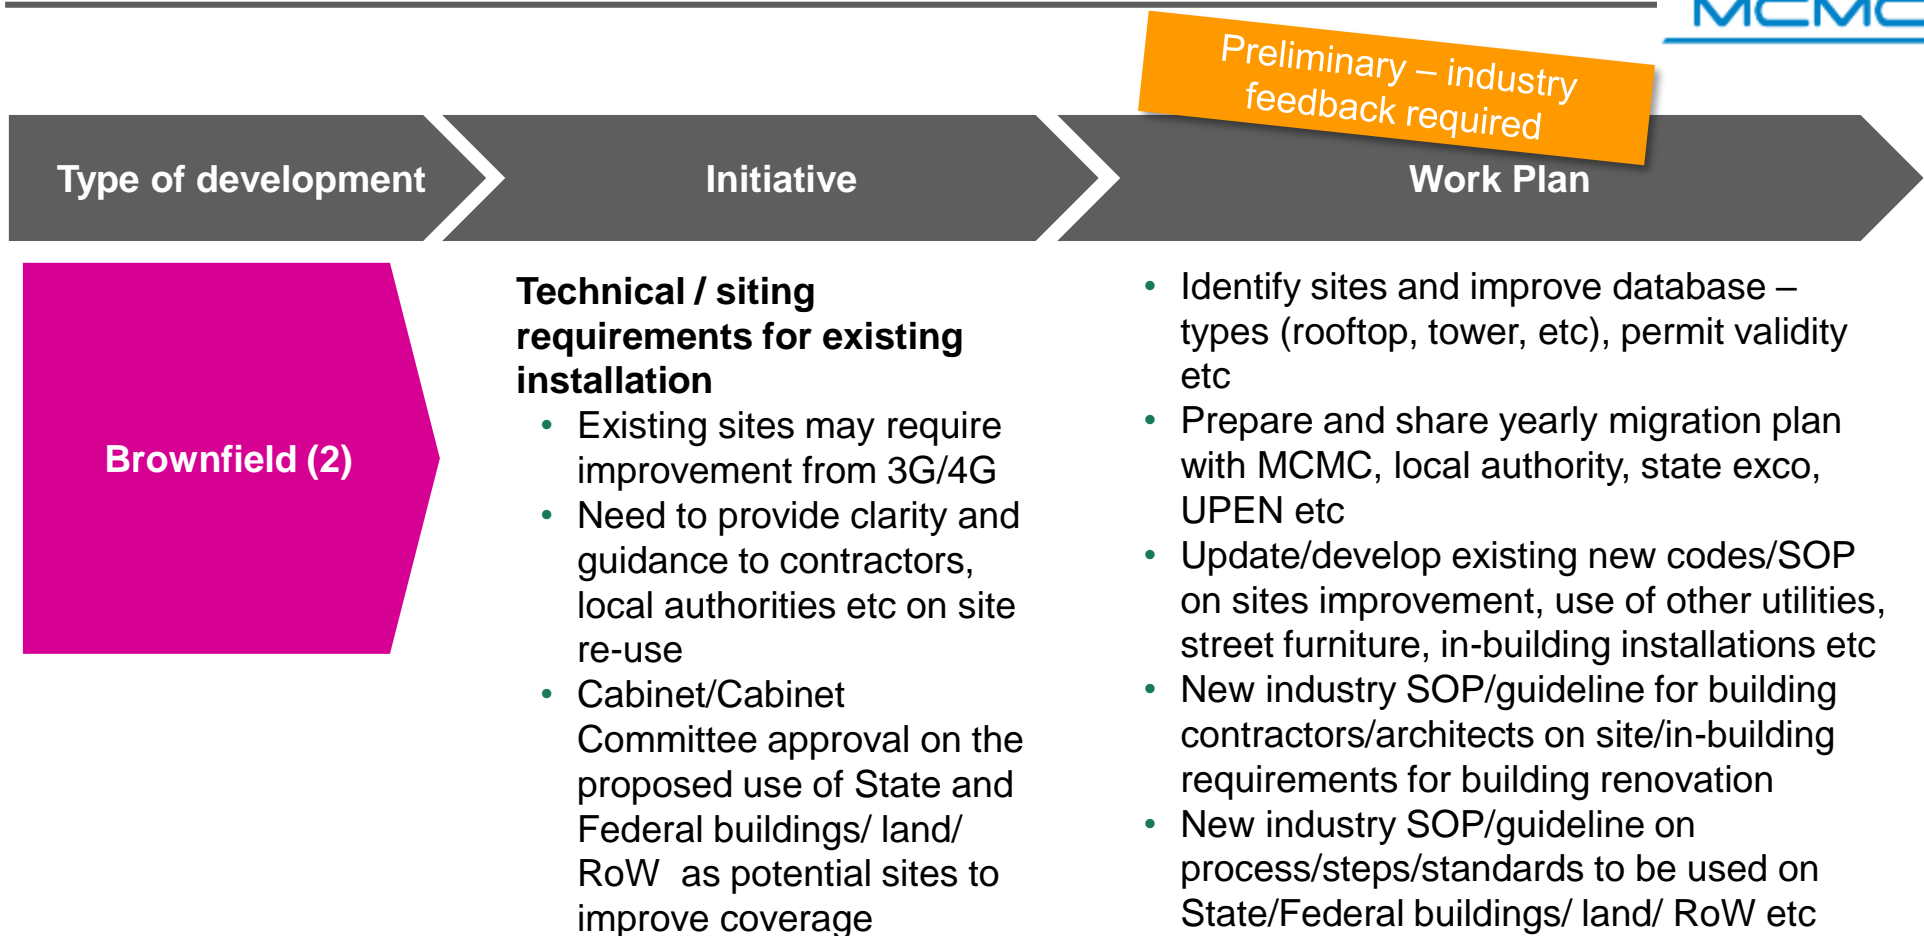 MCMC
Preliminary – industry
feedback required
Type of development
Initiative
Work Plan
Brownfield (2)
Technical / siting
requirements for existing
installation
• Existing sites may require
improvement from 3G/4G
• Need to provide clarity and
guidance to contractors,
local authorities etc on site
re-use
• Cabinet/Cabinet
Committee approval on the
proposed use of State and
Federal buildings/ land/
RoW  as potential sites to
improve coverage
• Identify sites and improve database –
types (rooftop, tower, etc), permit validity
etc
• Prepare and share yearly migration plan
with MCMC, local authority, state exco,
UPEN etc
• Update/develop existing new codes/SOP
on sites improvement, use of other utilities,
street furniture, in-building installations etc
• New industry SOP/guideline for building
contractors/architects on site/in-building
requirements for building renovation
• New industry SOP/guideline on
process/steps/standards to be used on
State/Federal buildings/ land/ RoW etc